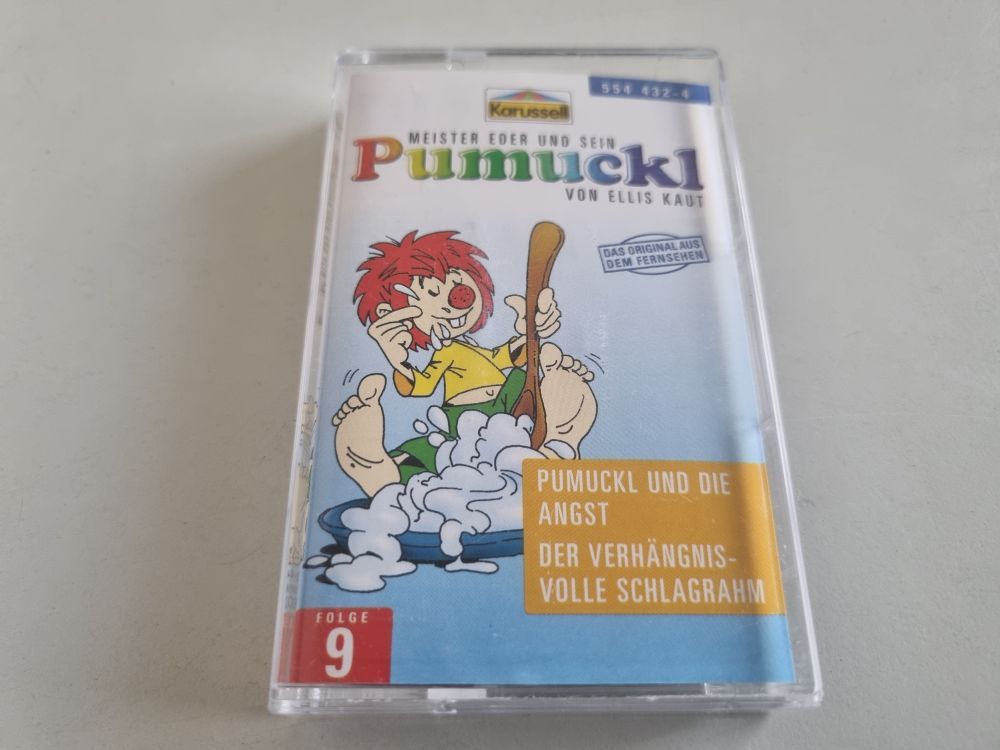 554 432-4
Karussell
MEISTER EDER UND SEIN
Pumuckl
VON ELLIS KAUT
DAS ORIGINAL AUS
DEM FERNSEHEN
PUMUCKL UND DIE
ANGST
DER VERHÄNGNIS-
VOLLE SCHLAGRAHM
FOLGE
9